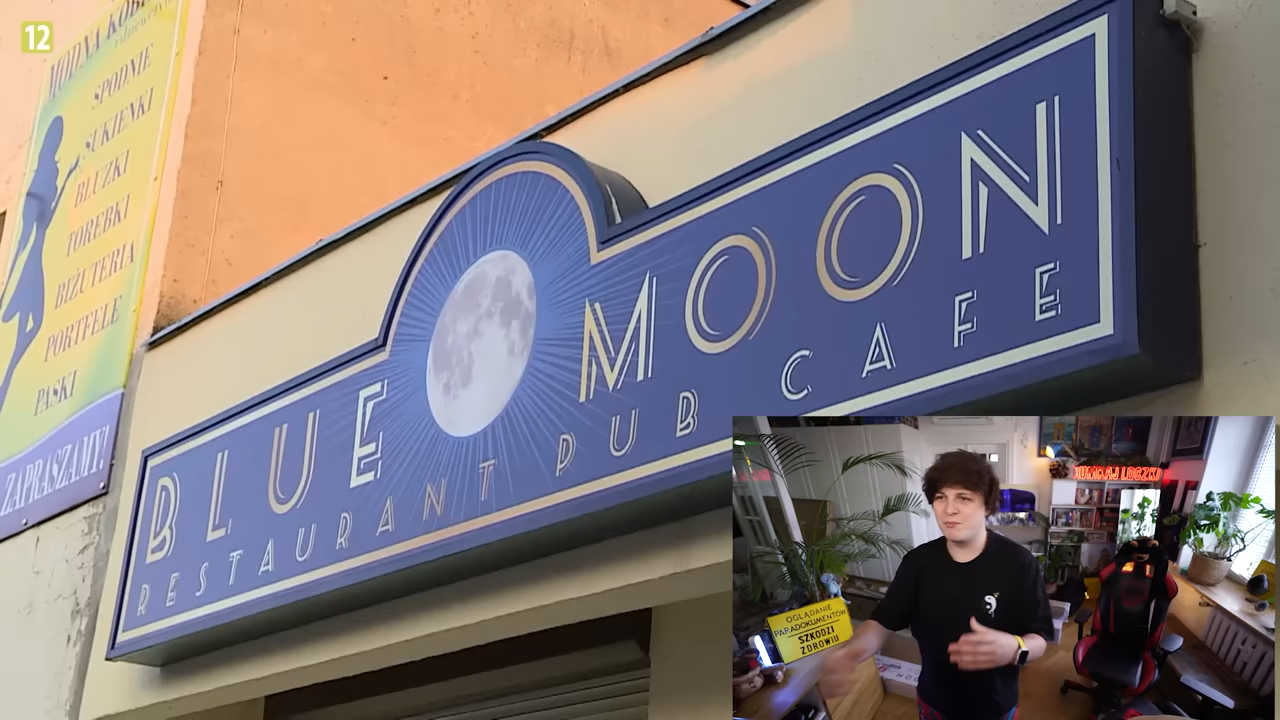 12
MODNA KOBIETA
SPODNIE
SUKIENKI
BLUZKI
TOREBKI
BIŻUTERIA
PORTFELE
PASKI
ZAPRASZAMY!
BLUE MOON
RESTAURANT PUB CAFE
OGLĄDANIE
PARADOKUMENTÓW
SZKODZI
ZDROWIU